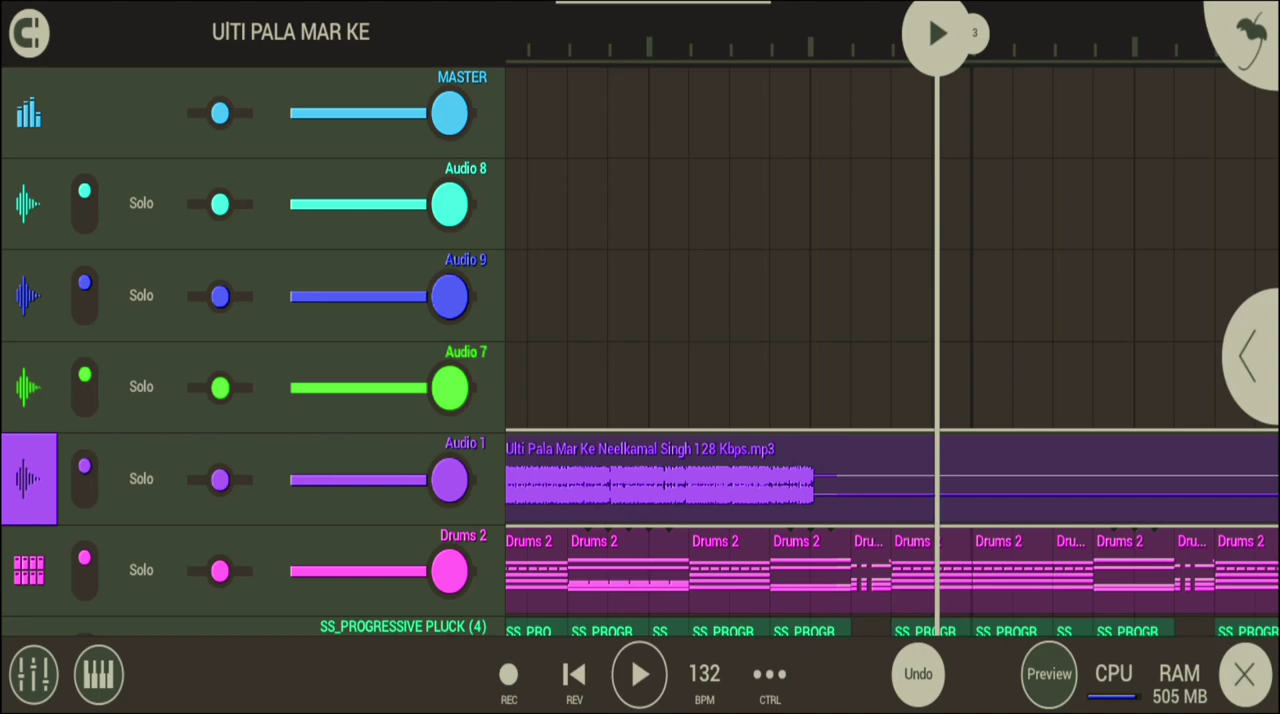 UlTI PALA MAR KE
3
MASTER
Audio 8
Solo
Audio 9
Solo
Audio 7
Solo
Audio 1
Solo
Ulti Pala Mar Ke Neelkamal Singh 128 Kbps.mp3
Drums 2
Solo
Drums 2 Drums 2 Drums 2 Drums 2 Dru... Drums Drums 2 Dru... Drums 2 Dru... Drums 2
SS_PROGRESSIVE PLUCK (4)
SS_PRO SS_PROGR SS_ SS_PROGR SS_PROGR SS_PROGR SS_PROGR SS_ SS_PROGR SS_PROGR
REC
REV
132
BPM
CTRL
Undo
Preview
CPU
RAM
505 MB